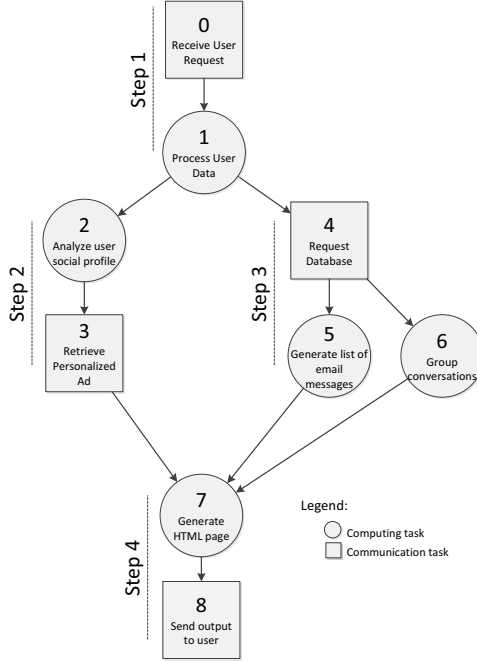 Step 1
0
Receive User
Request
1
Process User
Data
Step 2
2
Analyze user
social profile
3
Retrieve
Personalized
Ad
Step 3
4
Request
Database
5
Generate list of
email
messages
6
Group
conversations
Step 4
7
Generate
HTML page
8
Send output
to user
Legend:
Computing task
Communication task